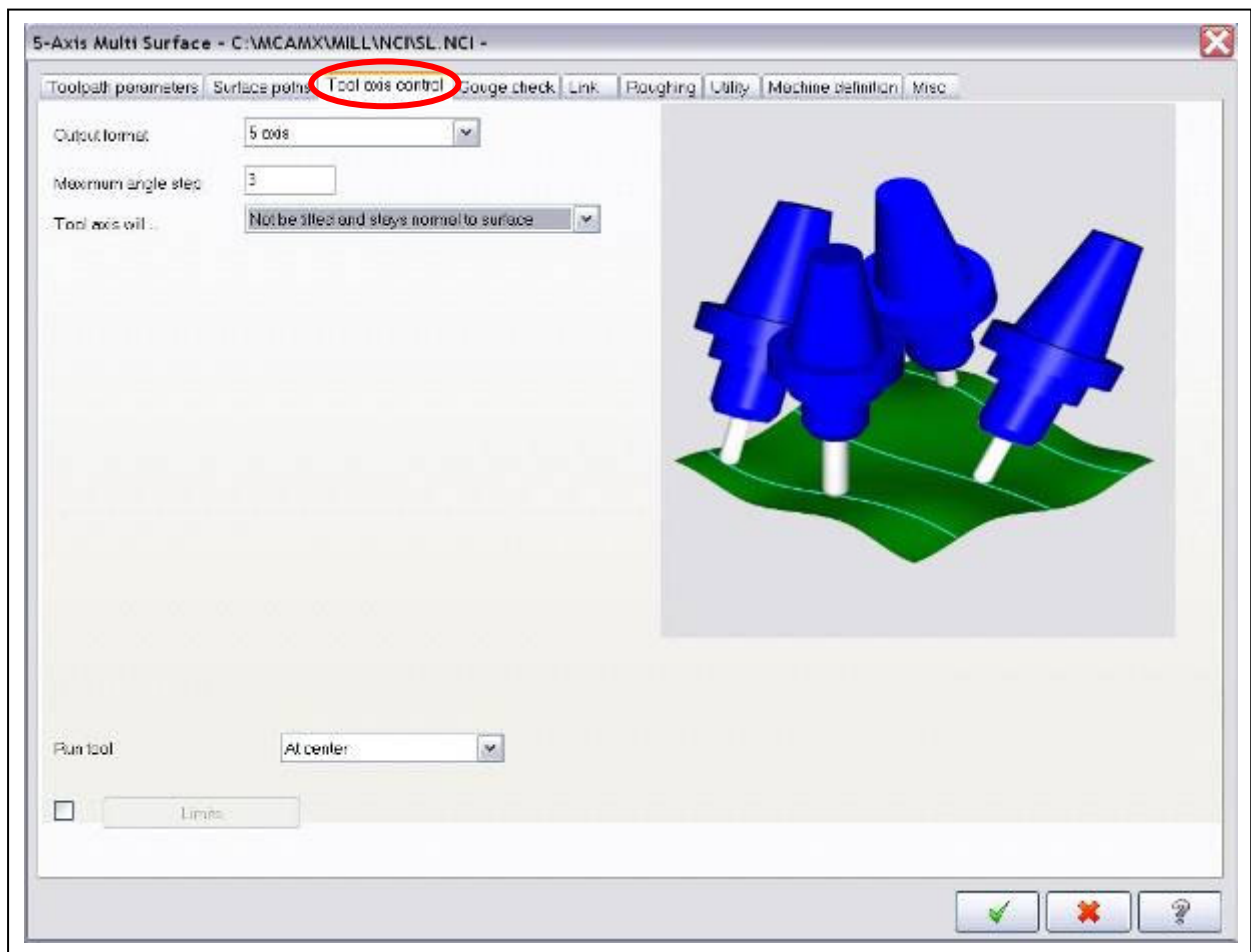 5-Axis Multi Surface - C:\MCAMX\MILL\NCI\SL.NCI -
Toolpath parameters Surface paths Tool axis control Gouge check Link Roughing Utility Machine definition Misc
Output format 5 axis
Maximum angle step 3
Tool axis will ... Not be tilted and stays normal to surface
Run tool At center
Limits